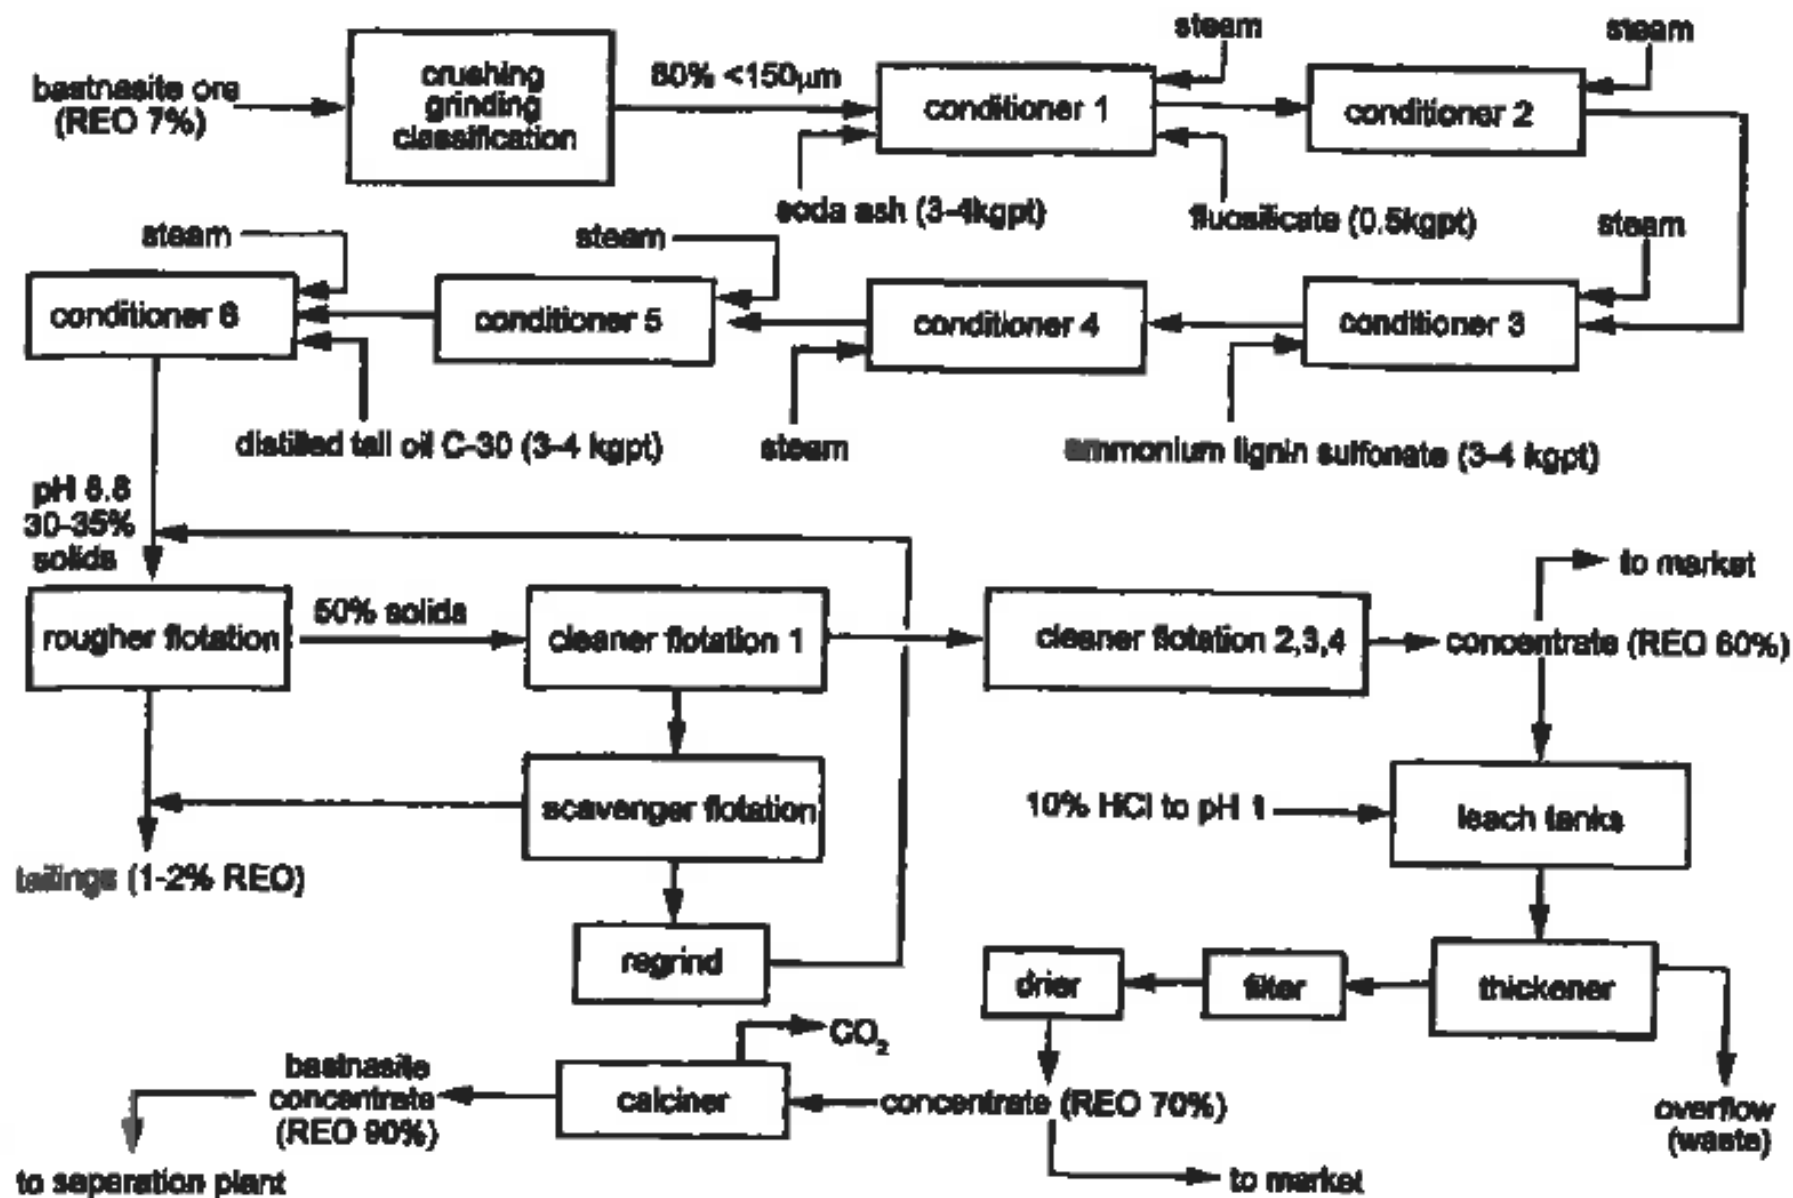 steam
steam
bastnasite ore
(REO 7%)
crushing
grinding
classification
80% <150μm
conditioner 1
conditioner 2
soda ash (3-4kgpt)
fluosilicate (0.5kgpt)
steam
steam
steam
conditioner 6
conditioner 5
conditioner 4
conditioner 3
distilled tall oil C-30 (3-4 kgpt)
steam
ammonium lignin sulfonate (3-4 kgpt)
pH 8.8
30-35%
solids
to market
rougher flotation
50% solids
cleaner flotation 1
cleaner flotation 2,3,4
concentrate (REO 60%)
scavenger flotation
10% HCl to pH 1
leach tanks
tailings (1-2% REO)
regrind
drier
filter
thickener
CO₂
bastnasite
concentrate
(REO 90%)
calciner
concentrate (REO 70%)
overflow
(waste)
to separation plant
to market